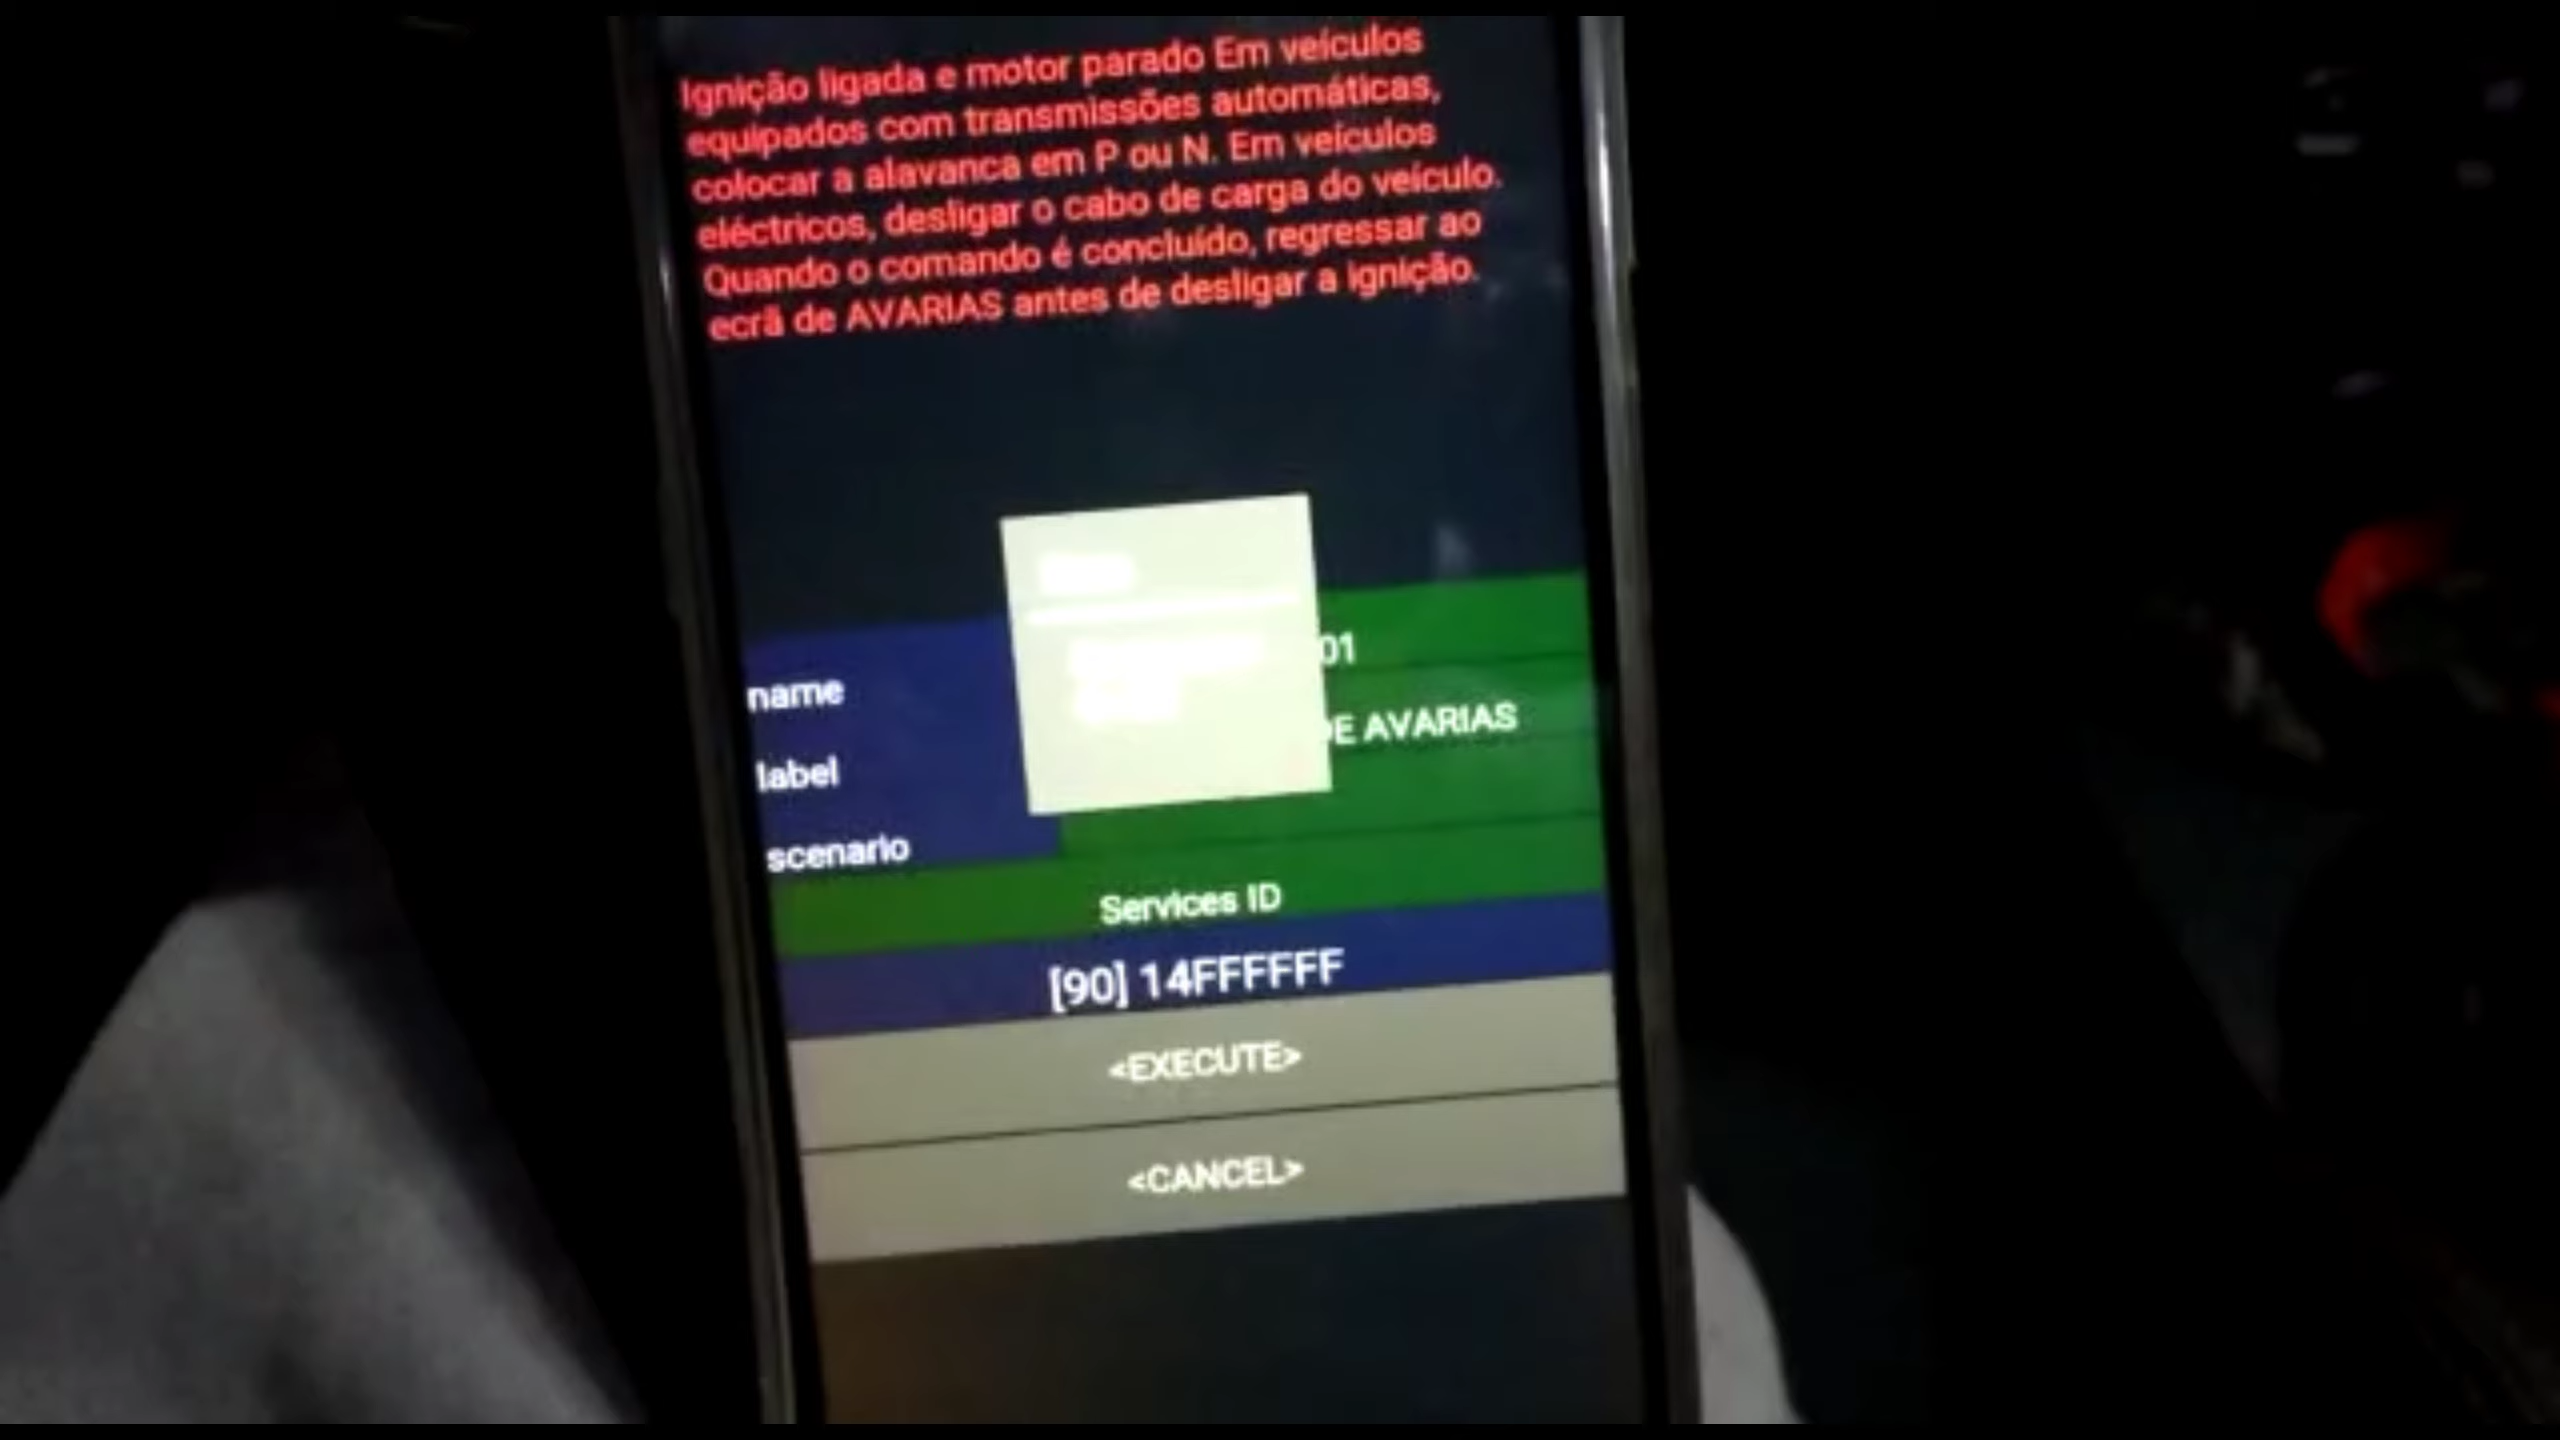 Ignição ligada e motor parado Em veículos
equipados com transmissões automáticas,
colocar a alavanca em P ou N. Em veículos
eléctricos, desligar o cabo de carga do veículo.
Quando o comando é concluído, regressar ao
ecrã de AVARIAS antes de desligar a ignição.
name
01
label
DE AVARIAS
scenario
Services ID
[90] 14FFFFFF
<EXECUTE>
<CANCEL>